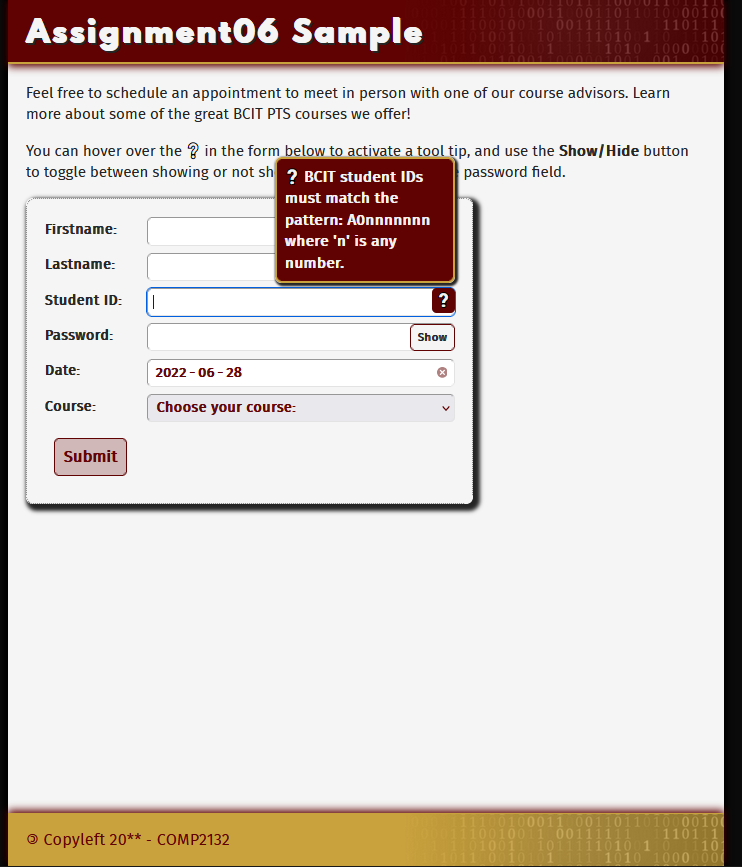 Assignment06 Sample
Feel free to schedule an appointment to meet in person with one of our course advisors. Learn
more about some of the great BCIT PTS courses we offer!
You can hover over the ? in the form below to activate a tool tip, and use the Show/Hide button
to toggle between showing or not password field.
? BCIT student IDs
must match the
pattern: A0nnnnnnn
where 'n' is any
number.
Firstname:
Lastname:
Student ID: ?
Password: Show
Date: 2022-06-28
Course: Choose your course:
Submit
🄯 Copyleft 20** - COMP2132